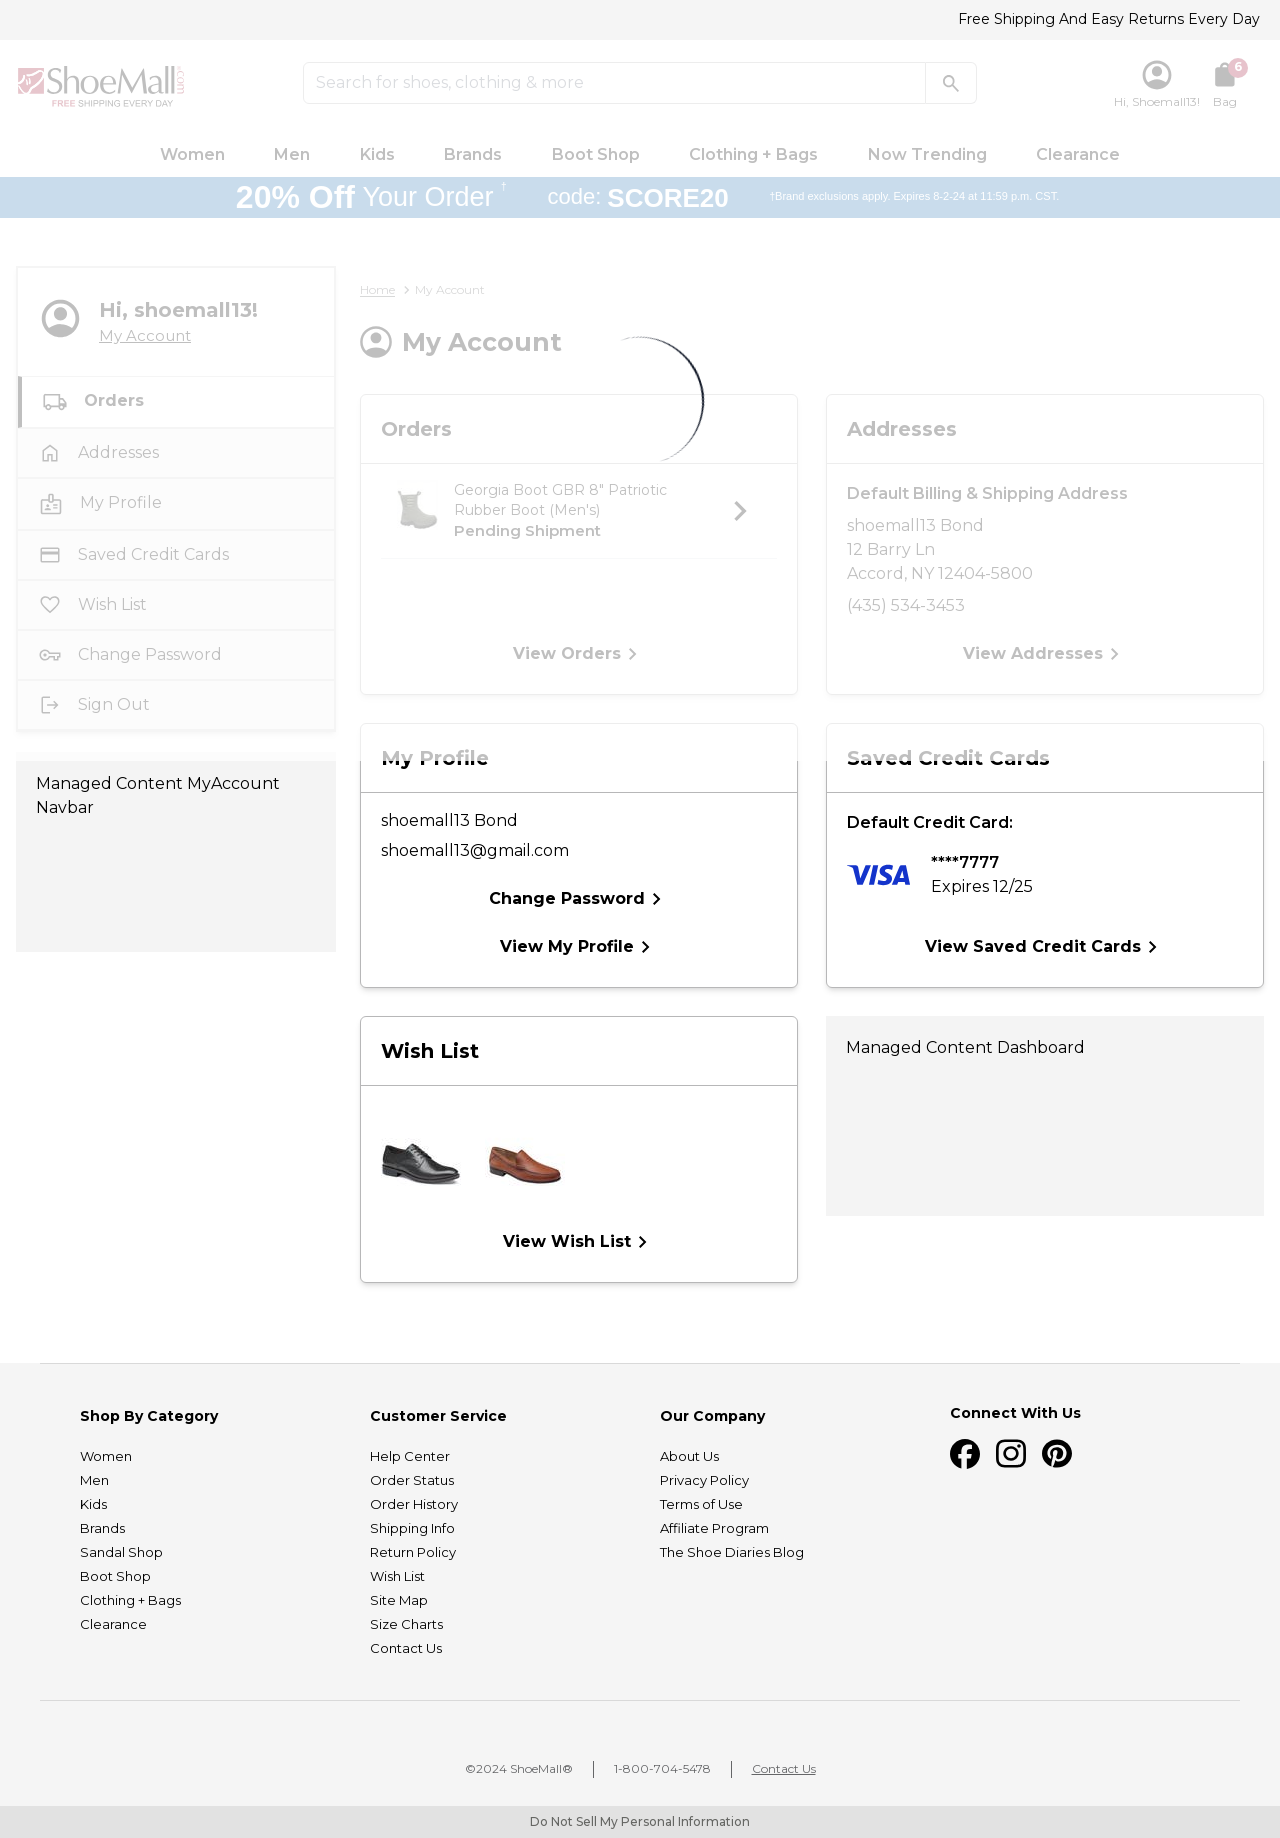 Free Shipping And Easy Returns Every Day
ShoeMall.com
FREE SHIPPING EVERY DAY
Search for shoes, clothing & more
Hi, Shoemall13!
6
Bag
Women Men Kids Brands Boot Shop Clothing + Bags Now Trending Clearance
20% Off Your Order † code: SCORE20 †Brand exclusions apply. Expires 8-2-24 at 11:59 p.m. CST.
Hi, shoemall13!
My Account
Orders
Addresses
My Profile
Saved Credit Cards
Wish List
Change Password
Sign Out
Managed Content MyAccount
Navbar
Home > My Account
My Account
Orders
Georgia Boot GBR 8" Patriotic
Rubber Boot (Men's)
Pending Shipment
View Orders
Addresses
Default Billing & Shipping Address
shoemall13 Bond
12 Barry Ln
Accord, NY 12404-5800
(435) 534-3453
View Addresses
My Profile
shoemall13 Bond
shoemall13@gmail.com
Change Password
View My Profile
Saved Credit Cards
Default Credit Card:
VISA
****7777
Expires 12/25
View Saved Credit Cards
Wish List
View Wish List
Managed Content Dashboard
Shop By Category
Women
Men
Kids
Brands
Sandal Shop
Boot Shop
Clothing + Bags
Clearance
Customer Service
Help Center
Order Status
Order History
Shipping Info
Return Policy
Wish List
Site Map
Size Charts
Contact Us
Our Company
About Us
Privacy Policy
Terms of Use
Affiliate Program
The Shoe Diaries Blog
Connect With Us
©2024 ShoeMall® | 1-800-704-5478 | Contact Us
Do Not Sell My Personal Information